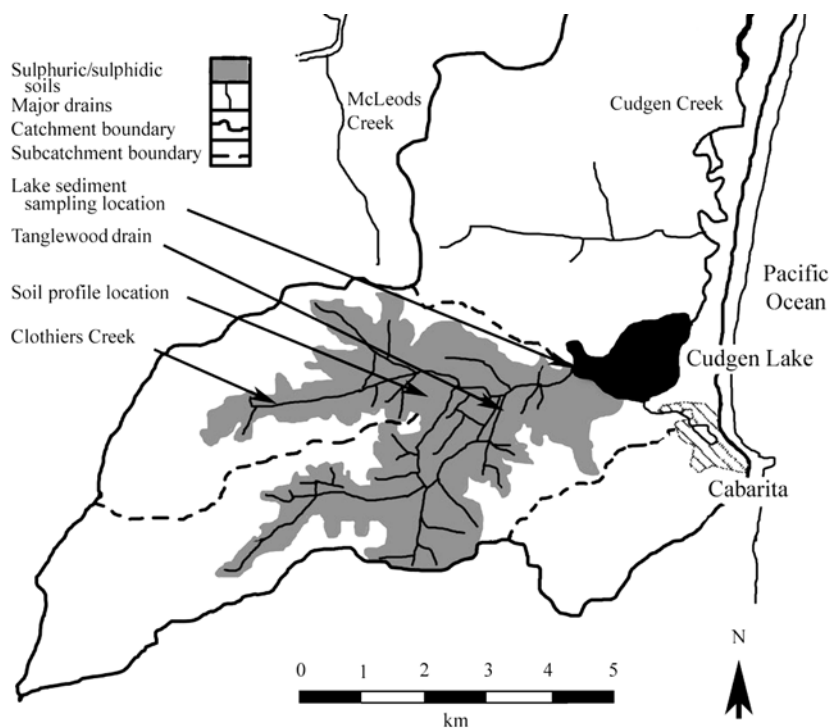 Sulphuric/sulphidic
soils
Major drains
Catchment boundary
Subcatchment boundary
Lake sediment
sampling location
Tanglewood drain
Soil profile location
Clothiers Creek
McLeods
Creek
Cudgen Creek
Pacific
Ocean
Cudgen Lake
Cabarita
N
0 1 2 3 4 5
km